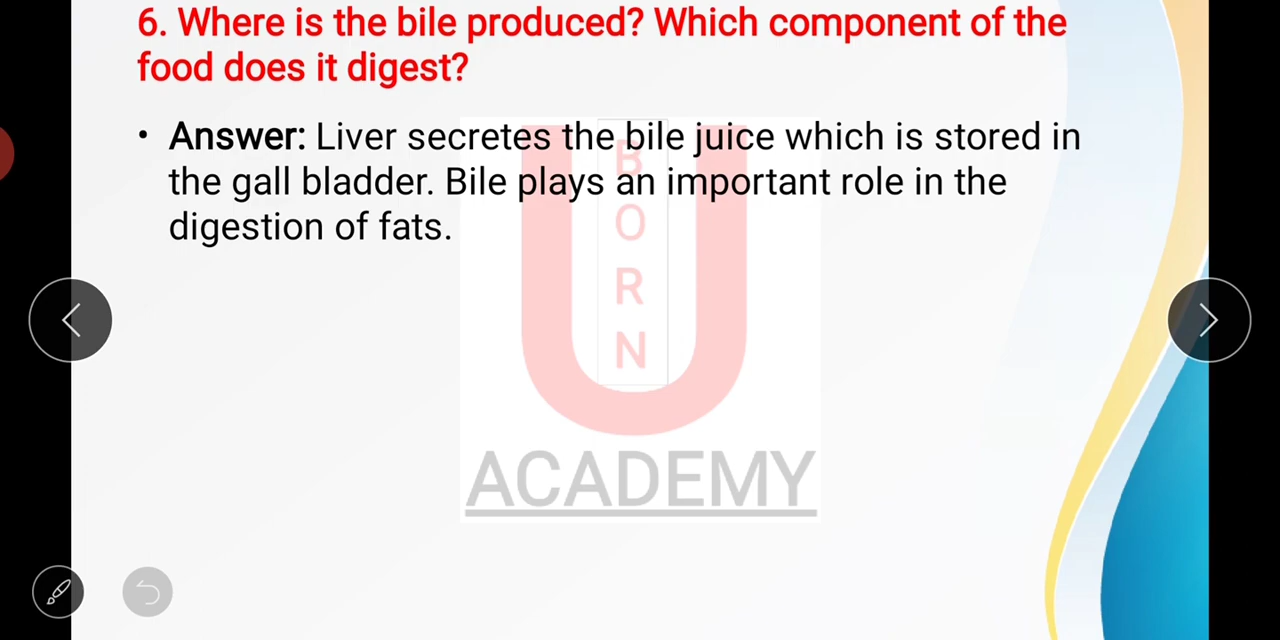 6. Where is the bile produced? Which component of the
food does it digest?
• Answer: Liver secretes the bile juice which is stored in
the gall bladder. Bile plays an important role in the
digestion of fats.
B
O
R
N
U
ACADEMY